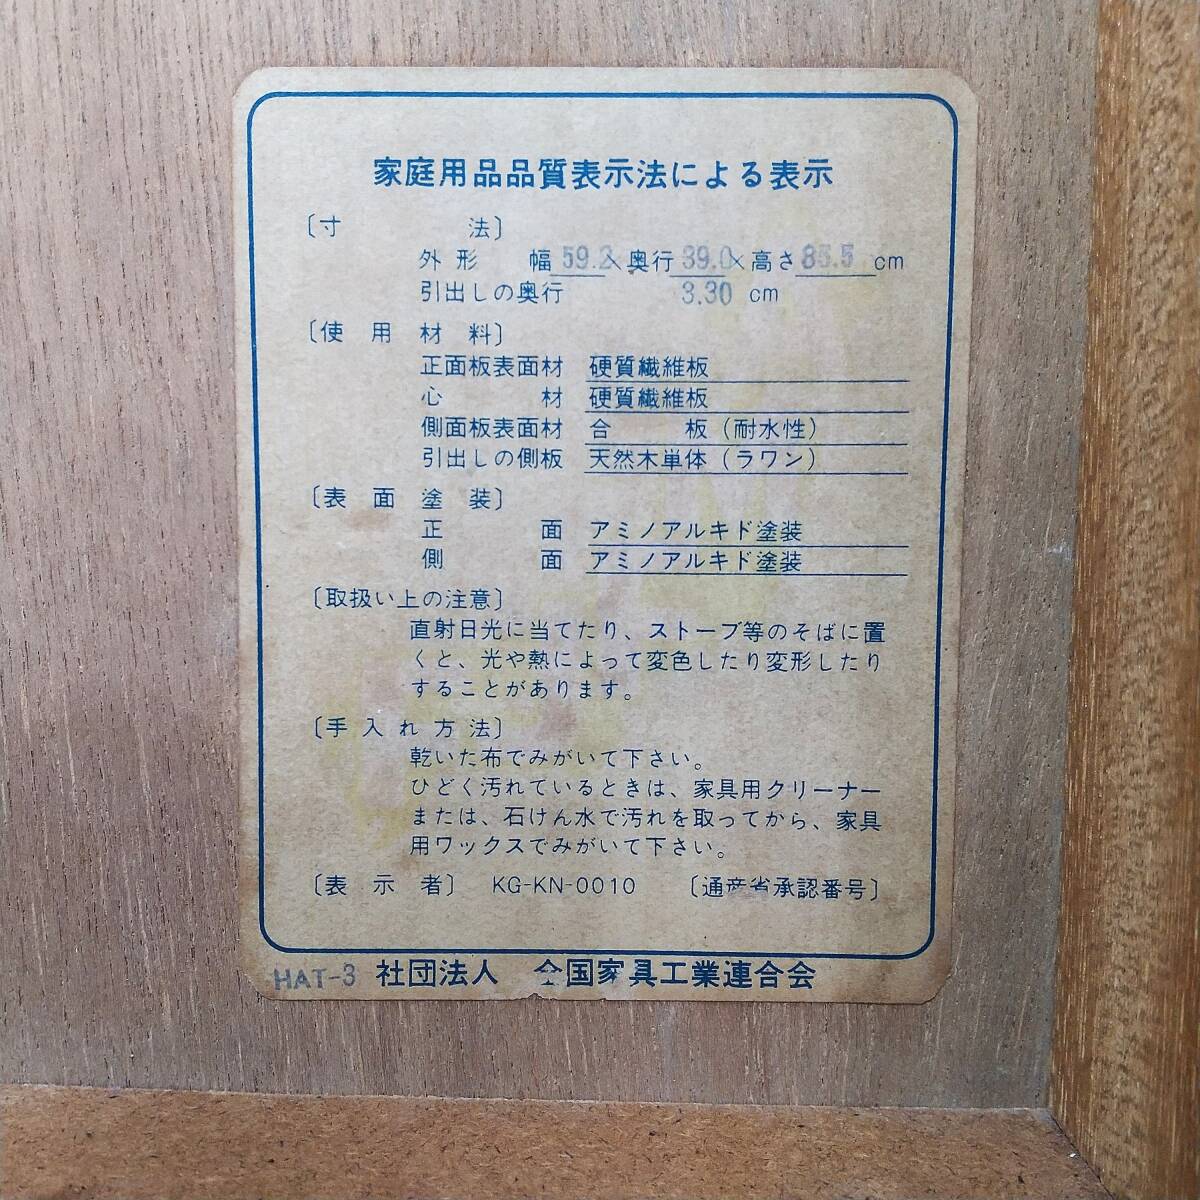 家庭用品品質表示法による表示
〔寸 法〕
外形 幅 59.2×奥行 39.0×高さ 85.5 cm
引出しの奥行 3.30 cm
〔使用材料〕
正面板表面材 硬質繊維板
心材 硬質繊維板
側面板表面材 合板(耐水性)
引出しの側板 天然木単体(ラワン)
〔表面塗装〕
正面 アミノアルキド塗装
側面 アミノアルキド塗装
〔取扱い上の注意〕
直射日光に当てたり、ストーブ等のそばに置
くと、光や熱によって変色したり変形したり
することがあります。
〔手入れ方法〕
乾いた布でみがいて下さい。
ひどく汚れているときは、家具用クリーナー
または、石けん水で汚れを取ってから、家具
用ワックスでみがいて下さい。
〔表示者〕 KG-KN-0010 〔通産省承認番号〕
HAT-3 社団法人 全国家具工業連合会